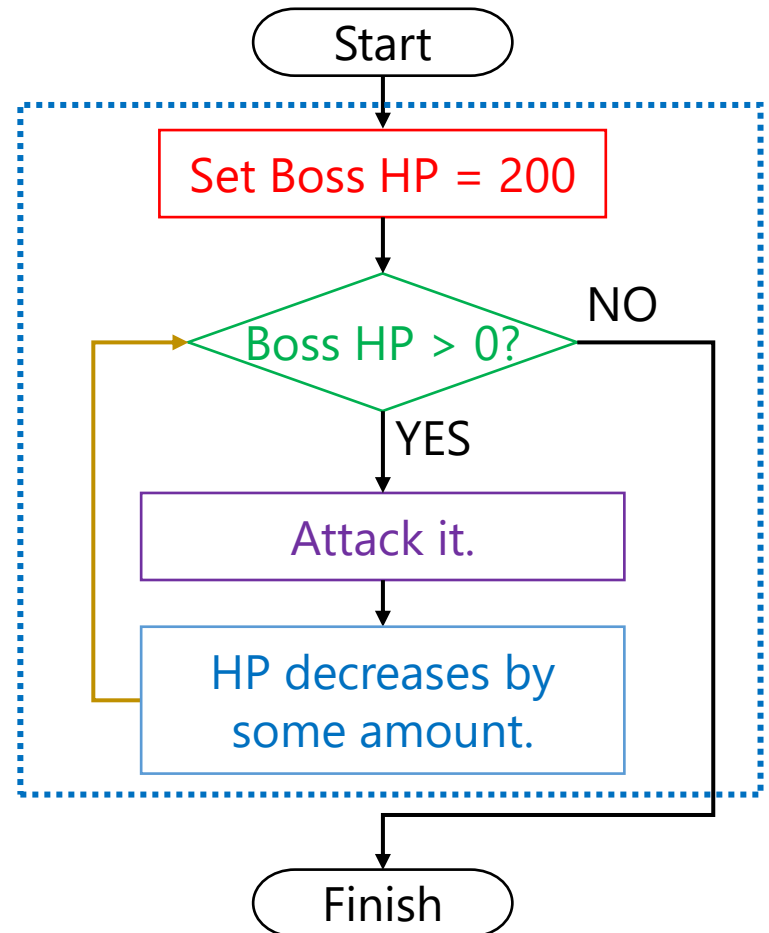 Start
Set Boss HP = 200
Boss HP > 0?
NO
YES
Attack it.
HP decreases by
some amount.
Finish